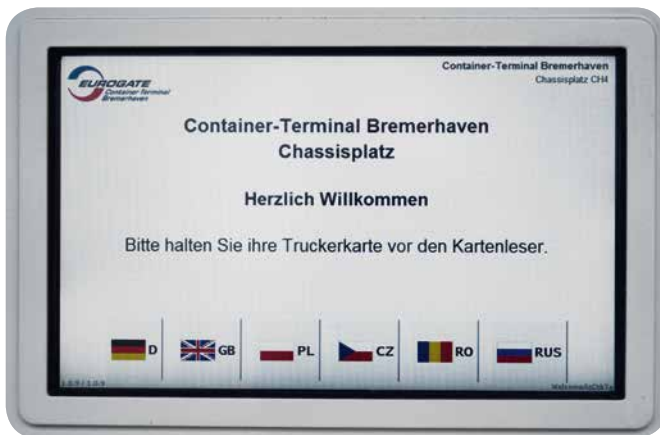 EUROGATE
Container Terminal
Bremerhaven
Container-Terminal Bremerhaven
Chassisplatz CH4
Container-Terminal Bremerhaven
Chassisplatz
Herzlich Willkommen
Bitte halten Sie ihre Truckerkarte vor den Kartenleser.
D GB PL CZ RO RUS